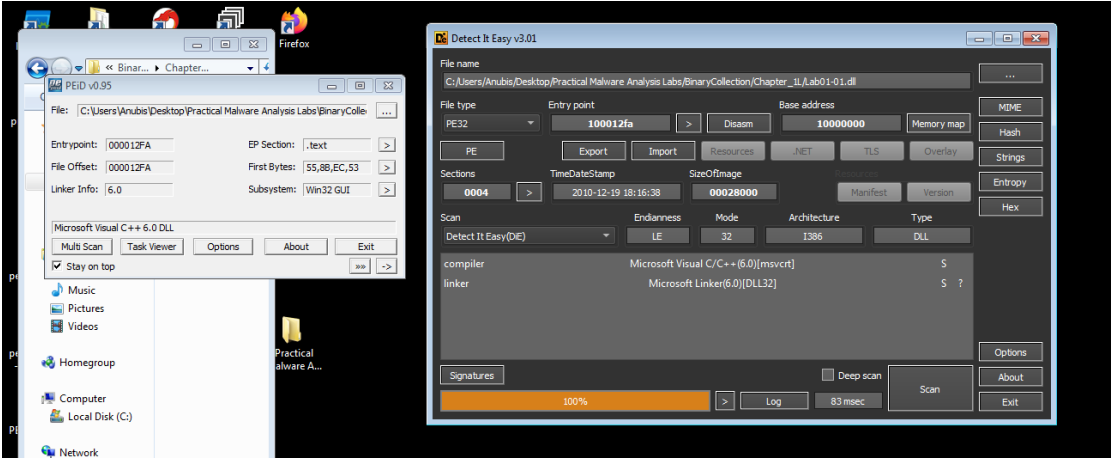 Firefox
« Binar... ▸ Chapter...
PEiD v0.95
File: C:\Users\Anubis\Desktop\Practical Malware Analysis Labs\BinaryColle
...
Entrypoint: 000012FA
EP Section: .text
>
File Offset: 000012FA
First Bytes: 55,8B,EC,53
>
Linker Info: 6.0
Subsystem: Win32 GUI
>
Microsoft Visual C++ 6.0 DLL
Multi Scan
Task Viewer
Options
About
Exit
Stay on top
»»
->
Music
Pictures
Videos
Homegroup
Computer
Local Disk (C:)
Network
Practical
alware A...
Detect It Easy v3.01
File name
C:/Users/Anubis/Desktop/Practical Malware Analysis Labs/BinaryCollection/Chapter_1L/Lab01-01.dll
...
File type
Entry point
Base address
MIME
PE32
100012fa
>
Disasm
10000000
Memory map
Hash
PE
Export
Import
Resources
.NET
TLS
Overlay
Strings
Sections
TimeDateStamp
SizeOfImage
Resources
Entropy
0004
>
2010-12-19 18:16:38
00028000
Manifest
Version
Hex
Scan
Endianness
Mode
Architecture
Type
Detect It Easy(DiE)
LE
32
I386
DLL
compiler
Microsoft Visual C/C++(6.0)[msvcrt]
S
linker
Microsoft Linker(6.0)[DLL32]
S ?
Options
Signatures
Deep scan
Scan
About
100%
>
Log
83 msec
Exit